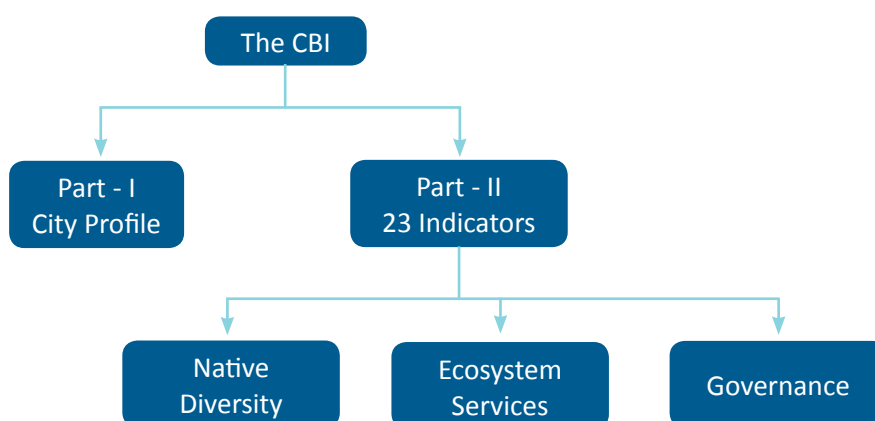 The CBI
Part - I
City Profile
Part - II
23 Indicators
Native
Diversity
Ecosystem
Services
Governance